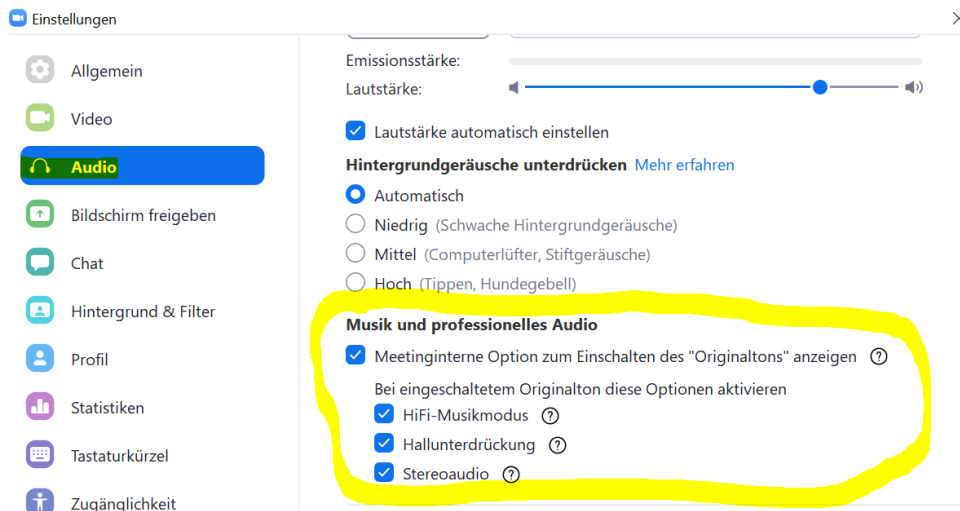 Einstellungen
Allgemein
Video
Audio
Bildschirm freigeben
Chat
Hintergrund & Filter
Profil
Statistiken
Tastaturkürzel
Zugänglichkeit
Emissionsstärke:
Lautstärke:
Lautstärke automatisch einstellen
Hintergrundgeräusche unterdrücken Mehr erfahren
Automatisch
Niedrig (Schwache Hintergrundgeräusche)
Mittel (Computerlüfter, Stiftgeräusche)
Hoch (Tippen, Hundegebell)
Musik und professionelles Audio
Meetinginterne Option zum Einschalten des "Originaltons" anzeigen ?
Bei eingeschaltetem Originalton diese Optionen aktivieren
HiFi-Musikmodus ?
Hallunterdrückung ?
Stereoaudio ?